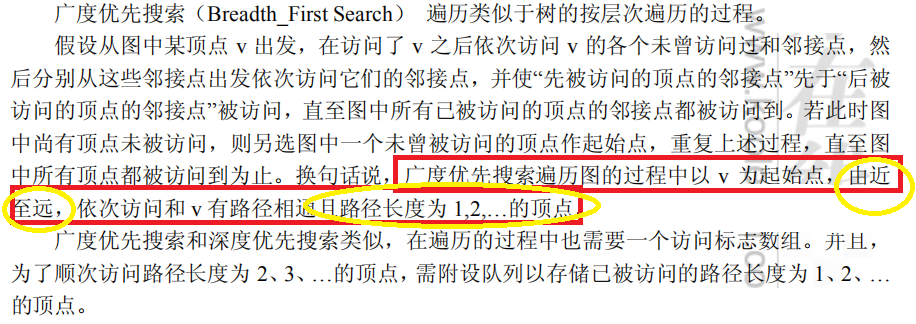 广度优先搜索（Breadth_First Search） 遍历类似于树的按层次遍历的过程。
假设从图中某顶点 v 出发，在访问了 v 之后依次访问 v 的各个未曾访问过和邻接点，然
后分别从这些邻接点出发依次访问它们的邻接点，并使“先被访问的顶点的邻接点”先于“后被
访问的顶点的邻接点”被访问，直至图中所有已被访问的顶点的邻接点都被访问到。若此时图
中尚有顶点未被访问，则另选图中一个未曾被访问的顶点作起始点，重复上述过程，直至图
中所有顶点都被访问到为止。换句话说，广度优先搜索遍历图的过程中以 v 为起始点，由近
至远，依次访问和 v 有路径相通且路径长度为 1,2,…的顶点
广度优先搜索和深度优先搜索类似，在遍历的过程中也需要一个访问标志数组。并且，
为了顺次访问路径长度为 2、3、…的顶点，需附设队列以存储已被访问的路径长度为 1、2、…
的顶点。